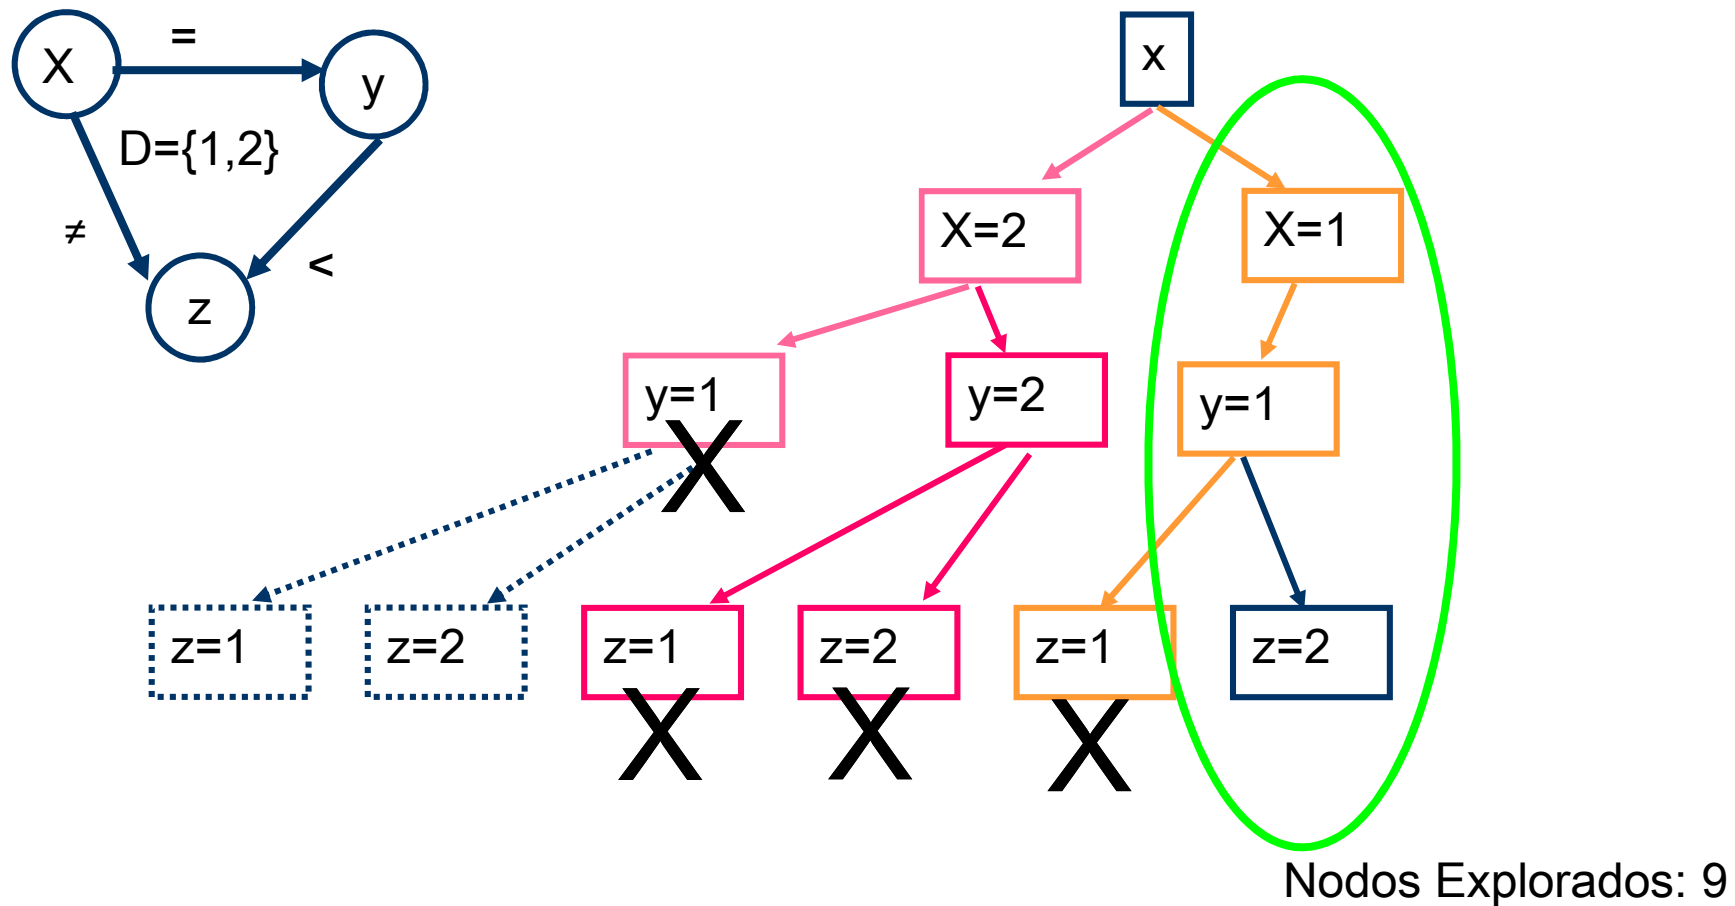 X
=
y
D={1,2}
≠
<
z
x
X=2
X=1
y=1
y=2
y=1
X
z=1
z=2
z=1
z=2
z=1
z=2
X
X
X
Nodos Explorados: 9